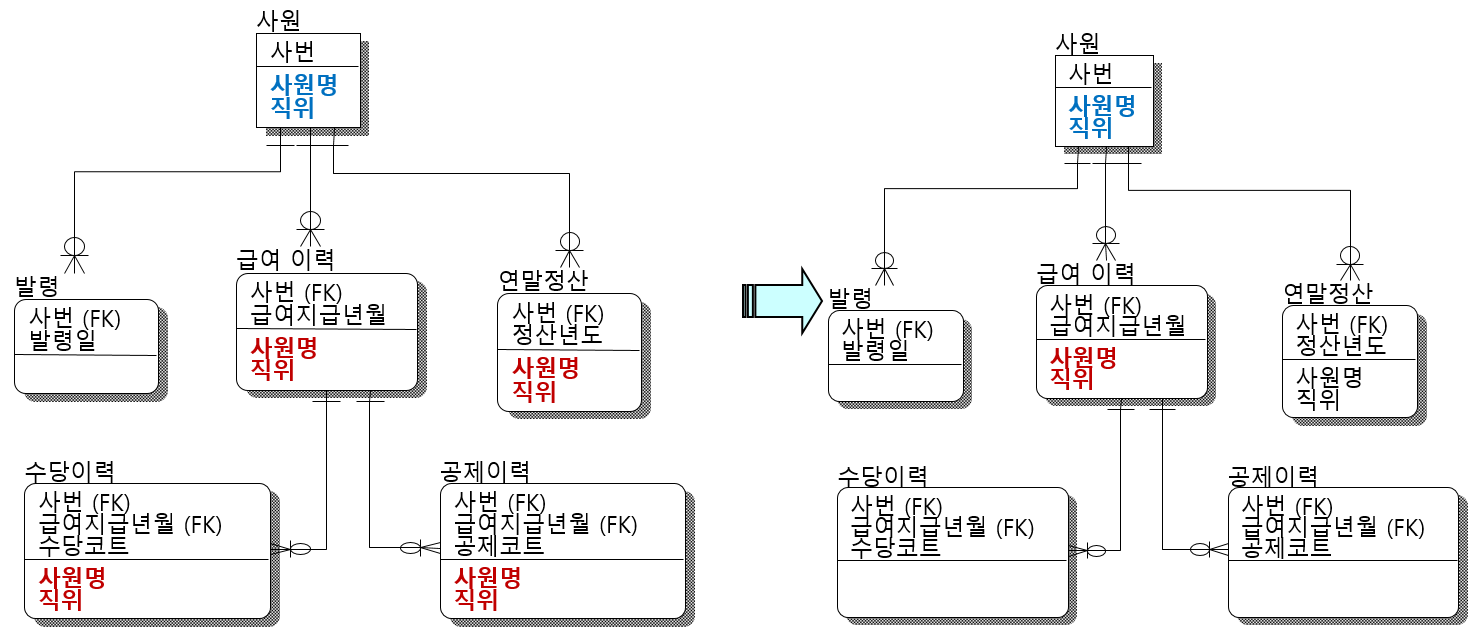 사원
사번
사원명
직위
발령
사번 (FK)
발령일
급여 이력
사번 (FK)
급여지급년월
사원명
직위
연말정산
사번 (FK)
정산년도
사원명
직위
수당이력
사번 (FK)
급여지급년월 (FK)
수당코트
사원명
직위
공제이력
사번 (FK)
급여지급년월 (FK)
공제코트
사원명
직위
사원
사번
사원명
직위
발령
사번 (FK)
발령일
급여 이력
사번 (FK)
급여지급년월
사원명
직위
연말정산
사번 (FK)
정산년도
사원명
직위
수당이력
사번 (FK)
급여지급년월 (FK)
수당코트
공제이력
사번 (FK)
급여지급년월 (FK)
공제코트